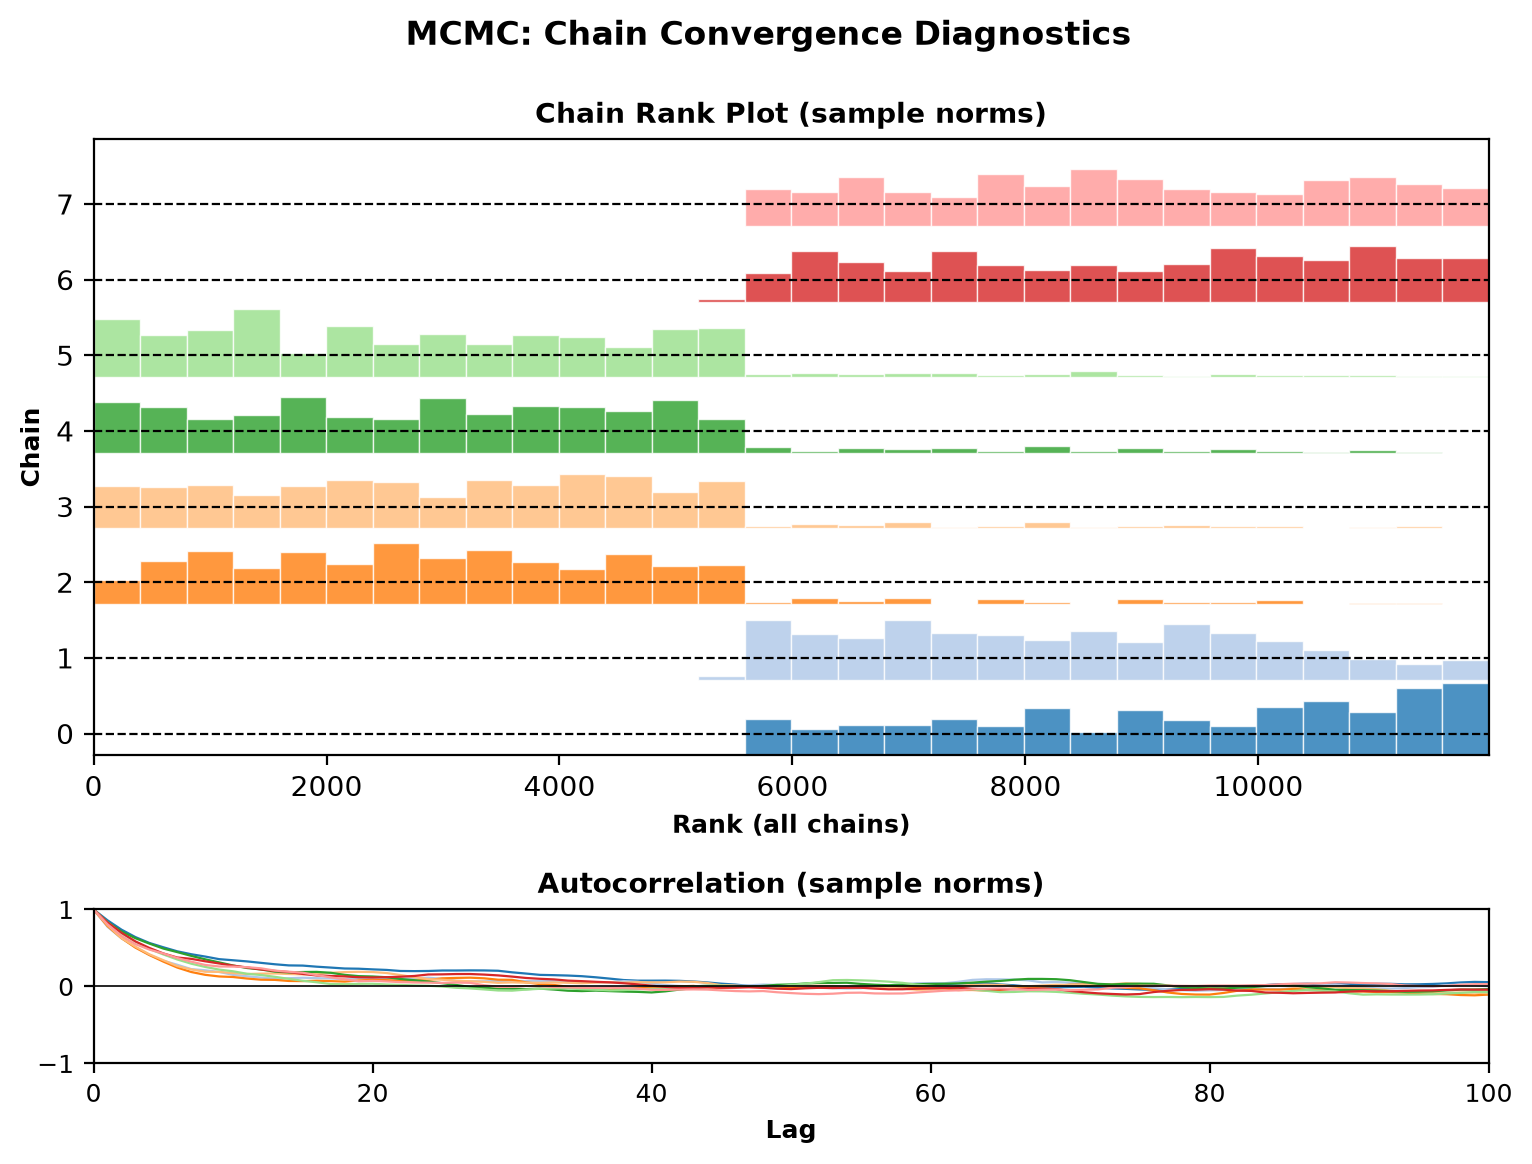 MCMC: Chain Convergence Diagnostics
Chain Rank Plot (sample norms)
7
6
5
4
3
2
1
0
Chain
0 2000 4000 6000 8000 10000
Rank (all chains)
Autocorrelation (sample norms)
1
0
−1
0 20 40 60 80 100
Lag